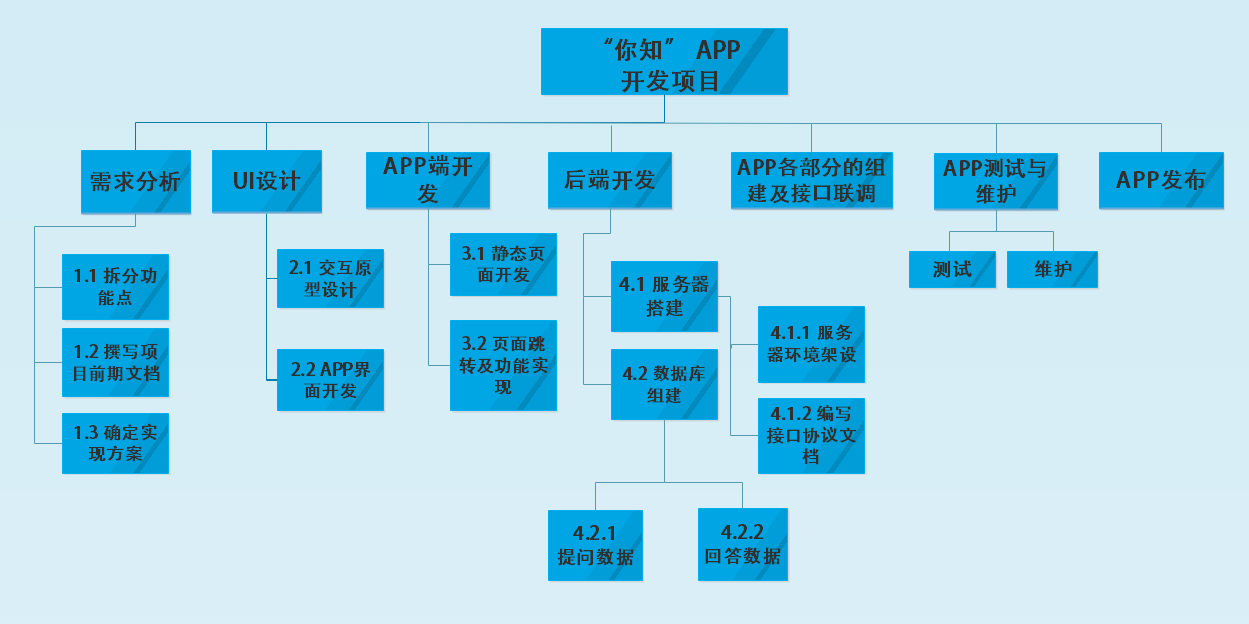 “你知” APP
开发项目
需求分析
UI设计
APP端开
发
后端开发
APP各部分的组
建及接口联调
APP测试与
维护
APP发布
1.1 拆分功
能点
1.2 撰写项
目前期文档
1.3 确定实
现方案
2.1 交互原
型设计
2.2 APP界
面开发
3.1 静态页
面开发
3.2 页面跳
转及功能实
现
4.1 服务器
搭建
4.2 数据库
组建
4.1.1 服务
器环境架设
4.1.2 编写
接口协议文
档
4.2.1
提问数据
4.2.2
回答数据
测试
维护